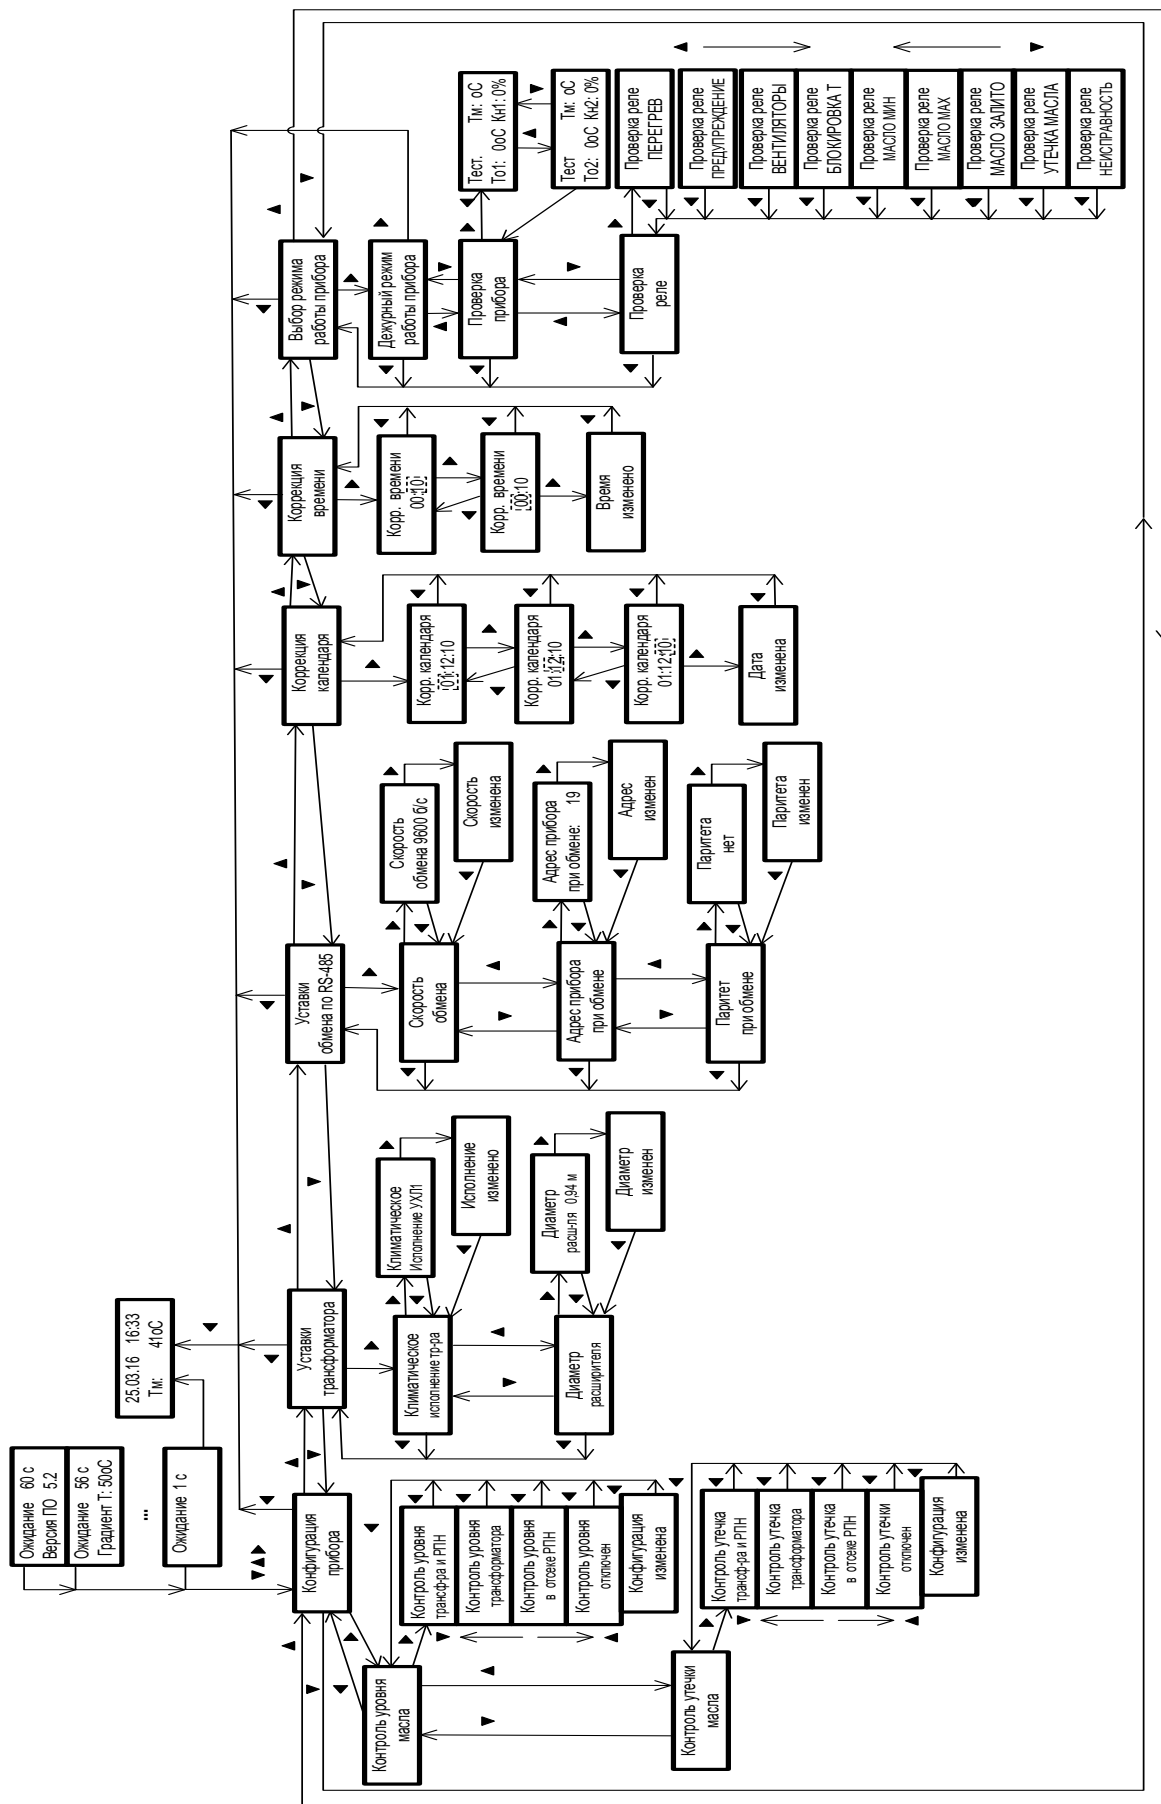 Ожидание 60 с
Версия ПО 5.2
Ожидание 56 с
Градиент Т: 50оС
...
Ожидание 1 с
25.03.16 16:33
Тм: 41оС
Конфигурация
прибора
Контроль уровня
масла
Контроль уровня
трансф-ра и РПН
Контроль уровня
трансформатора
Контроль уровня
в отсеке РПН
Контроль уровня
отключен
Конфигурация
изменена
Контроль утечки
масла
Контроль утечка
трансф-ра и РПН
Контроль утечка
трансформатора
Контроль утечка
в отсеке РПН
Контроль утечки
отключен
Конфигурация
изменена
Уставки
трансформатора
Климатическое
исполнение тр-ра
Климатическое
Исполнение УХЛ1
Исполнение
изменено
Диаметр
расширителя
Диаметр
расш-ля 0,94 м
Диаметр
изменен
Уставки
обмена по RS-485
Скорость
обмена
Скорость
обмена 9600 б/с
Скорость
изменена
Адрес прибора
при обмене
Адрес прибора
при обмене: 19
Адрес
изменен
Паритет
при обмене
Паритета
нет
Паритета
изменен
Коррекция
календаря
Корр. календаря
01:12:10
Корр. календаря
01:12:10
Корр. календаря
01:12:10
Дата
изменена
Коррекция
времени
Корр. времени
00:10
Корр. времени
00:10
Время
изменено
Выбор режима
работы прибора
Дежурный режим
работы прибора
Проверка
прибора
Тест. Тм: оС
То1: 0оС Кн1: 0%
Тест Тм: оС
То2: 0оС Кн2: 0%
Проверка
реле
Проверка реле
ПЕРЕГРЕВ
Проверка реле
ПРЕДУПРЕЖДЕНИЕ
Проверка реле
ВЕНТИЛЯТОРЫ
Проверка реле
БЛОКИРОВКА Т
Проверка реле
МАСЛО МИН
Проверка реле
МАСЛО МАХ
Проверка реле
МАСЛО ЗАЛИТО
Проверка реле
УТЕЧКА МАСЛА
Проверка реле
НЕИСПРАВНОСТЬ